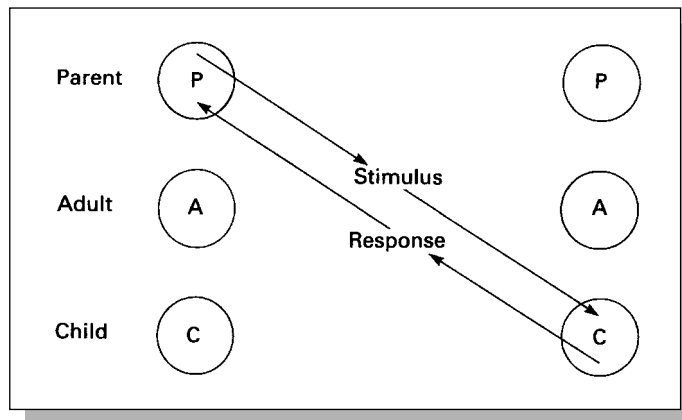 Parent P P
Stimulus
Adult A A
Response
Child C C